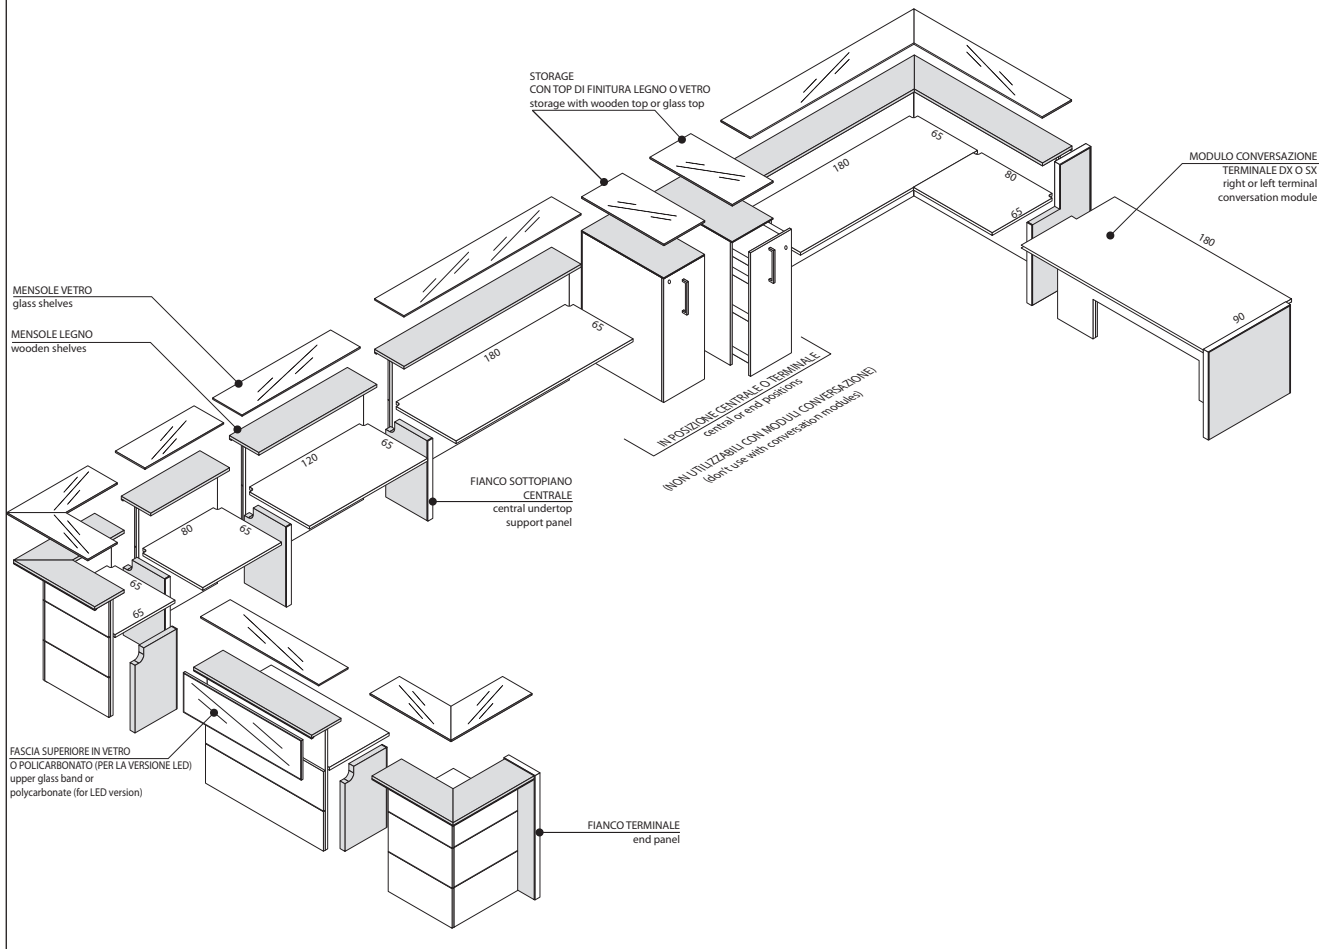 STORAGE
CON TOP DI FINITURA LEGNO O VETRO
storage with wooden top or glass top
MODULO CONVERSAZIONE
TERMINALE DX O SX
right or left terminal
conversation module
65
180
80
65
180
90
MENSOLE VETRO
glass shelves
MENSOLE LEGNO
wooden shelves
65
180
IN POSIZIONE CENTRALE O TERMINALE
central or end positions
(NON UTILIZZABILI CON MODULI CONVERSAZIONE)
(don't use with conversation modules)
65
120
FIANCO SOTTOPIANO
CENTRALE
central undertop
support panel
80
65
65
65
FASCIA SUPERIORE IN VETRO
O POLICARBONATO (PER LA VERSIONE LED)
upper glass band or
polycarbonate (for LED version)
FIANCO TERMINALE
end panel